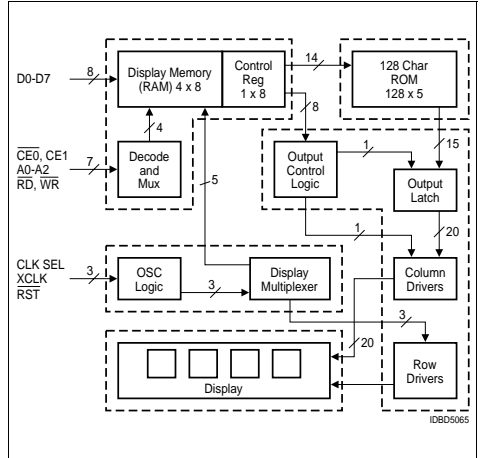 D0-D7
8
Display Memory
(RAM) 4 x 8
Control
Reg
1 x 8
14
128 Char
ROM
128 x 5
8
4
15
CE0, CE1
A0-A2
RD, WR
7
Decode
and
Mux
5
Output
Control
Logic
1
Output
Latch
1
20
CLK SEL
XCLK
RST
3
OSC
Logic
3
Display
Multiplexer
Column
Drivers
3
20
Display
Row
Drivers
IDBD5065